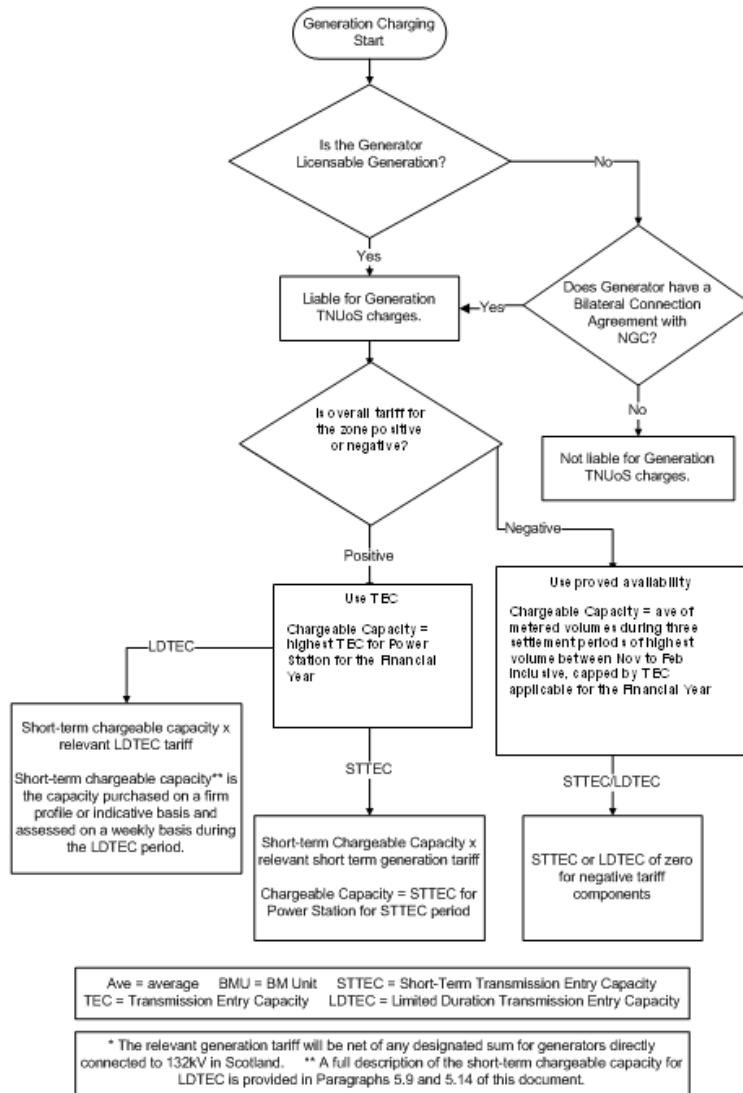 Generation Charging
Start
Is the Generator
Licensable Generation?
No
Yes
Does Generator have a
Bilateral Connection
Agreement with
NGC?
Liable for Generation
TNUoS charges.
Yes
No
Is overall tariff for
the zone positive
or negative?
Not liable for Generation
TNUoS charges.
Negative
Positive
Use TEC
Chargeable Capacity =
highest TEC for Power
Station for the Financial
Year
Use proved availability
Chargeable Capacity = ave of
metered volumes during three
settlement periods of highest
volume between Nov to Feb
inclusive, capped by TEC
applicable for the Financial Year
LDTEC
Short-term chargeable capacity x
relevant LDTEC tariff
Short-term chargeable capacity** is
the capacity purchased on a firm
profile or indicative basis and
assessed on a weekly basis during
the LDTEC period.
STTEC
STTEC/LDTEC
Short-term Chargeable Capacity x
relevant short term generation tariff
Chargeable Capacity = STTEC for
Power Station for STTEC period
STTEC or LDTEC of zero
for negative tariff
components
Ave = average BMU = BM Unit STTEC = Short-Term Transmission Entry Capacity
TEC = Transmission Entry Capacity LDTEC = Limited Duration Transmission Entry Capacity
* The relevant generation tariff will be net of any designated sum for generators directly
connected to 132kV in Scotland. ** A full description of the short-term chargeable capacity for
LDTEC is provided in Paragraphs 5.9 and 5.14 of this document.